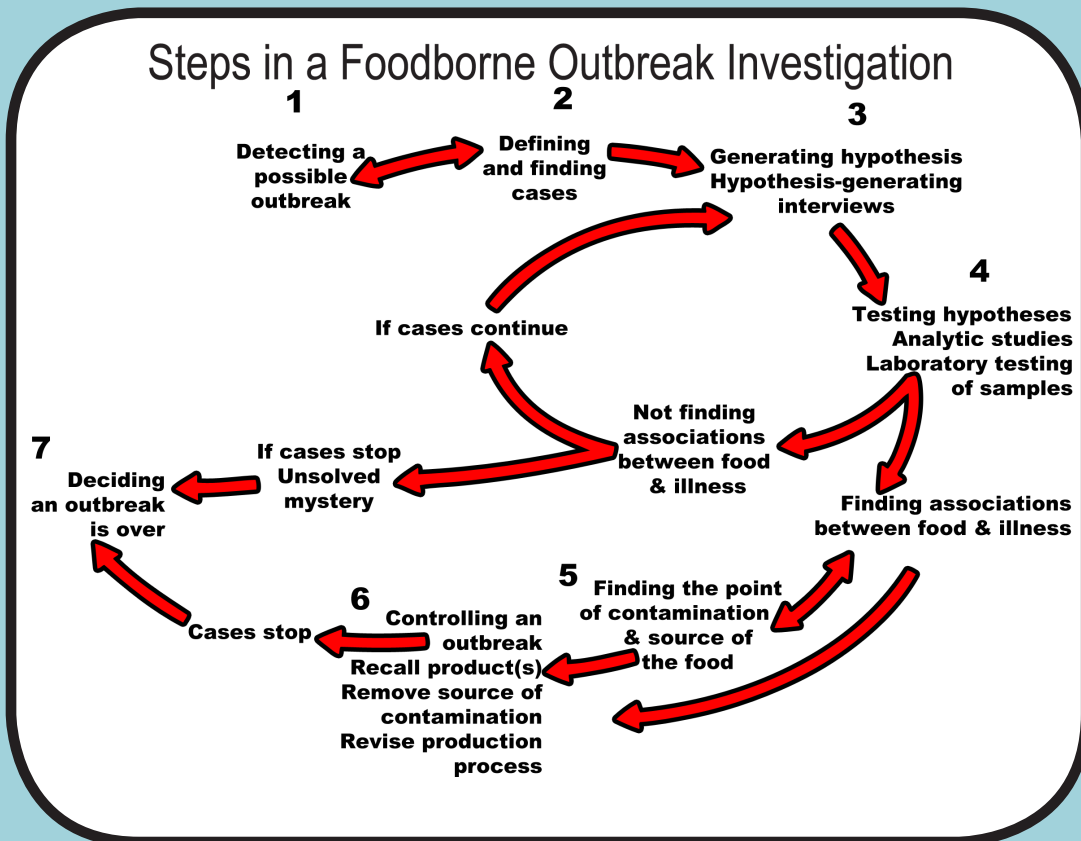 Steps in a Foodborne Outbreak Investigation
1
Detecting a
possible
outbreak
2
Defining
and finding
cases
3
Generating hypothesis
Hypothesis-generating
interviews
4
Testing hypotheses
Analytic studies
Laboratory testing
of samples
If cases continue
Not finding
associations
between food
& illness
If cases stop
Unsolved
mystery
7
Deciding
an outbreak
is over
Finding associations
between food & illness
5
Finding the point
of contamination
& source of
the food
6
Controlling an
outbreak
Recall product(s)
Remove source of
contamination
Revise production
process
Cases stop